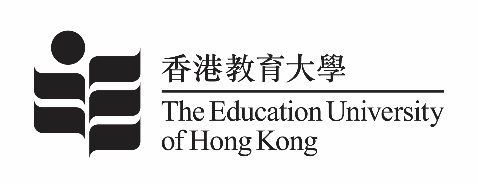 香港教育大學
The Education University
of Hong Kong